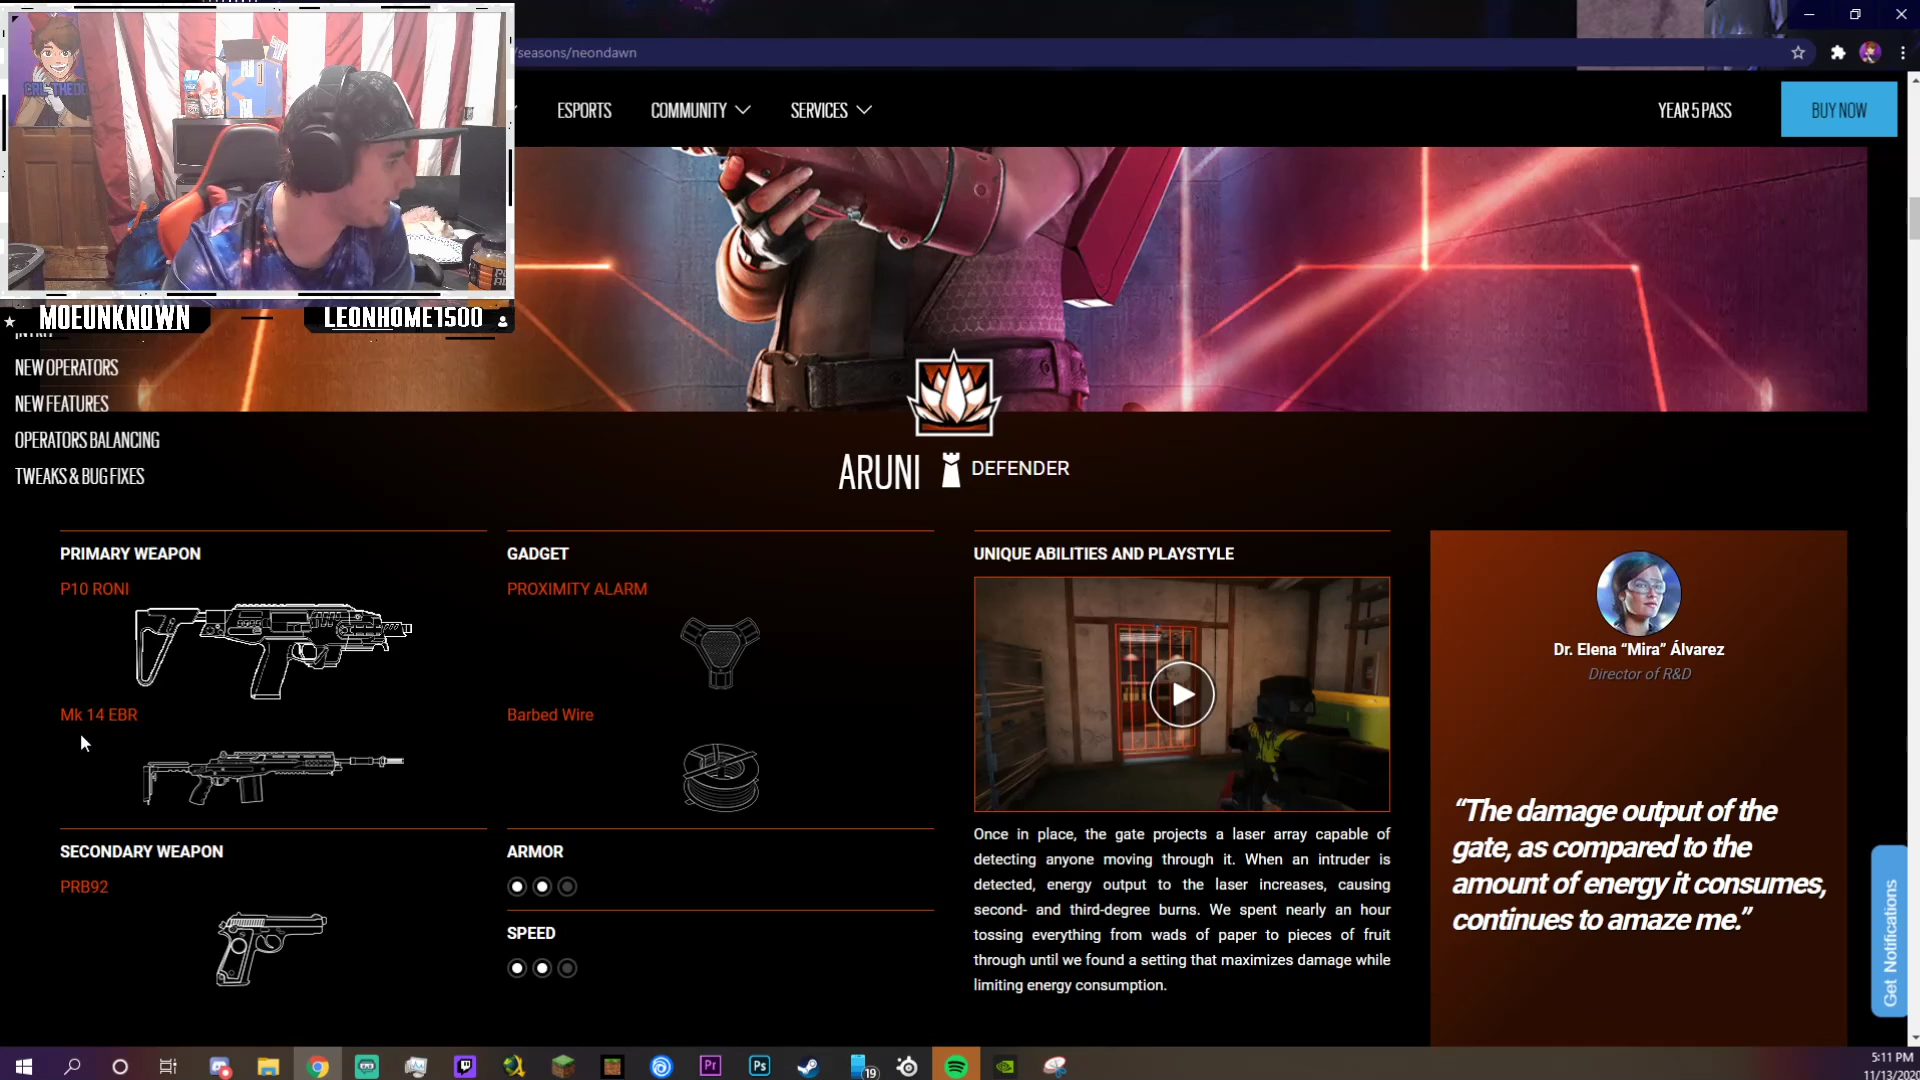 /seasons/neondawn
ESPORTS
COMMUNITY
SERVICES
YEAR 5 PASS
BUY NOW
MOEUNKNOWN
LEONHOME1500
NEW OPERATORS
NEW FEATURES
OPERATORS BALANCING
TWEAKS & BUG FIXES
ARUNI
DEFENDER
PRIMARY WEAPON
P10 RONI
Mk 14 EBR
SECONDARY WEAPON
PRB92
GADGET
PROXIMITY ALARM
Barbed Wire
ARMOR
SPEED
UNIQUE ABILITIES AND PLAYSTYLE
Once in place, the gate projects a laser array capable of
detecting anyone moving through it. When an intruder is
detected, energy output to the laser increases, causing
second- and third-degree burns. We spent nearly an hour
tossing everything from wads of paper to pieces of fruit
through until we found a setting that maximizes damage while
limiting energy consumption.
Dr. Elena “Mira” Álvarez
Director of R&D
“The damage output of the
gate, as compared to the
amount of energy it consumes,
continues to amaze me.”
Get Notifications
Pr
Ps
19
5:11 PM
11/13/2020